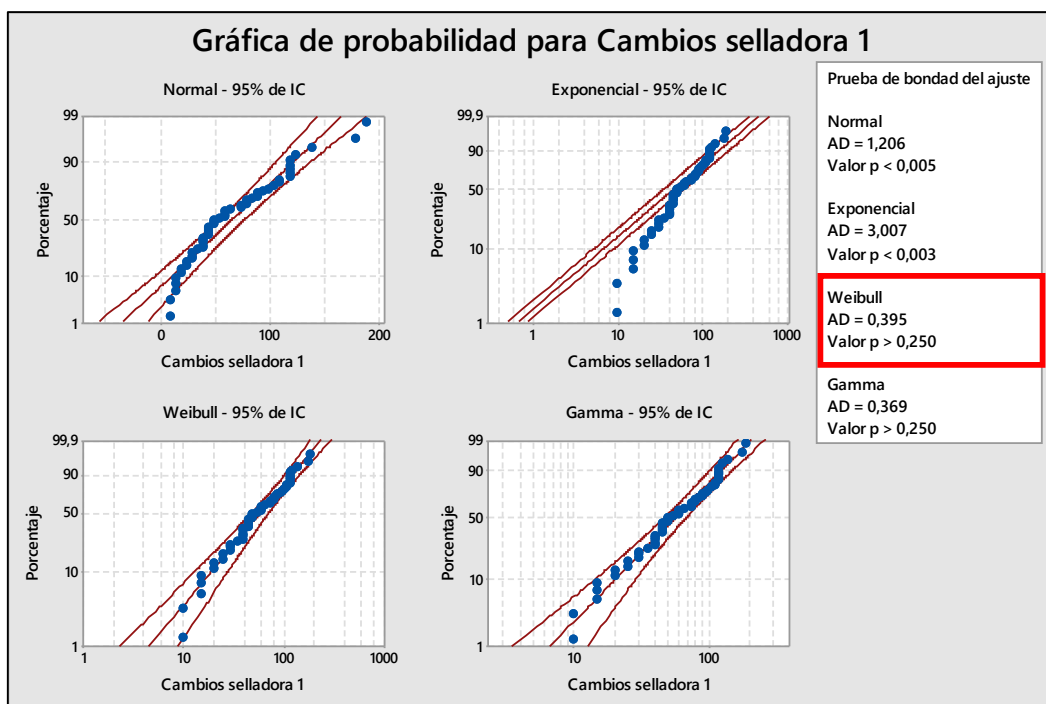 Gráfica de probabilidad para Cambios selladora 1
Normal - 95% de IC
99
90
50
10
1
Porcentaje
0
100
200
Cambios selladora 1
Exponencial - 95% de IC
99,9
90
50
10
1
Porcentaje
1
10
100
1000
Cambios selladora 1
Weibull - 95% de IC
99,9
90
50
10
1
Porcentaje
1
10
100
1000
Cambios selladora 1
Gamma - 95% de IC
99
90
50
10
1
Porcentaje
10
100
Cambios selladora 1
Prueba de bondad del ajuste
Normal
AD = 1,206
Valor p < 0,005
Exponencial
AD = 3,007
Valor p < 0,003
Weibull
AD = 0,395
Valor p > 0,250
Gamma
AD = 0,369
Valor p > 0,250